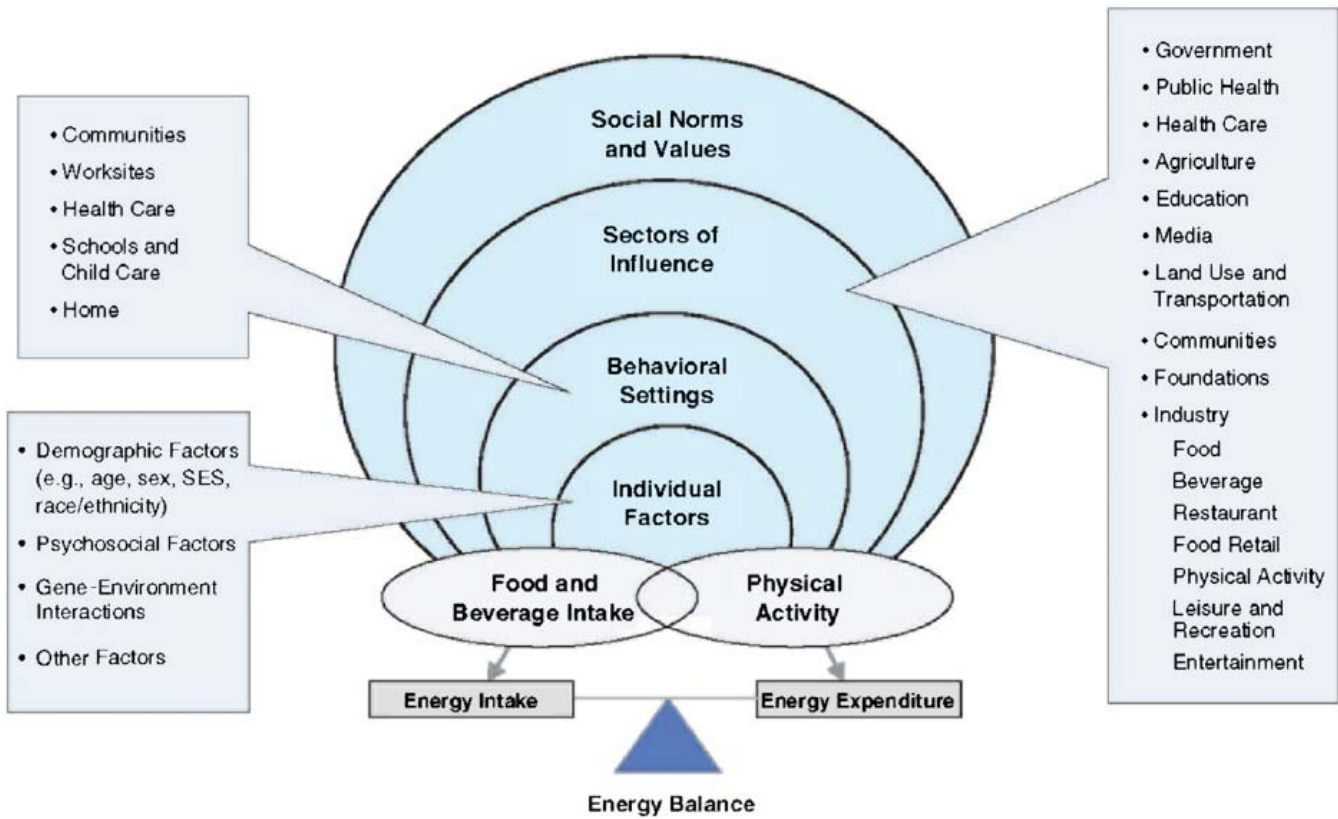 • Communities
• Worksites
• Health Care
• Schools and
Child Care
• Home
• Demographic Factors
(e.g., age, sex, SES,
race/ethnicity)
• Psychosocial Factors
• Gene-Environment
Interactions
• Other Factors
Social Norms
and Values
Sectors of
Influence
Behavioral
Settings
Individual
Factors
Food and
Beverage Intake
Physical
Activity
Energy Intake
Energy Expenditure
Energy Balance
• Government
• Public Health
• Health Care
• Agriculture
• Education
• Media
• Land Use and
Transportation
• Communities
• Foundations
• Industry
Food
Beverage
Restaurant
Food Retail
Physical Activity
Leisure and
Recreation
Entertainment